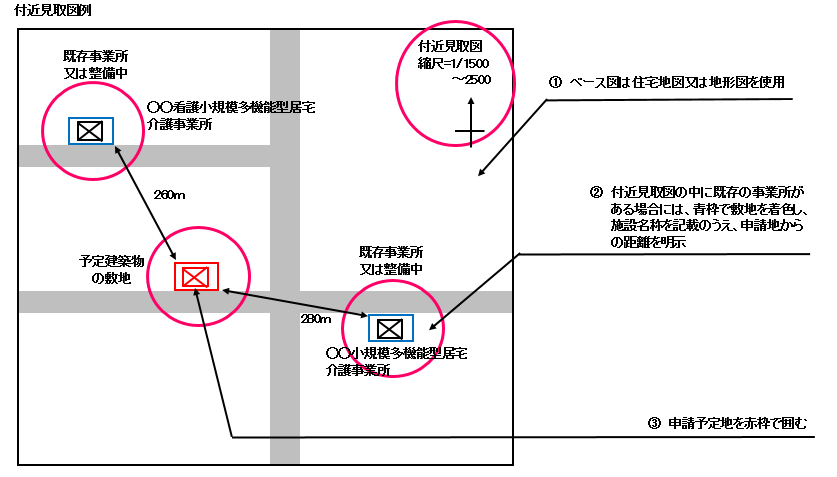 付近見取図例
既存事業所
又は整備中
〇〇看護小規模多機能型居宅
介護事業所
付近見取図
縮尺=1/1500
～2500
① ベース図は住宅地図又は地形図を使用
260m
② 付近見取図の中に既存の事業所が
ある場合には、青枠で敷地を着色し、
施設名称を記載のうえ、申請地から
の距離を明示
予定建築物
の敷地
既存事業所
又は整備中
280m
〇〇小規模多機能型居宅
介護事業所
③ 申請予定地を赤枠で囲む